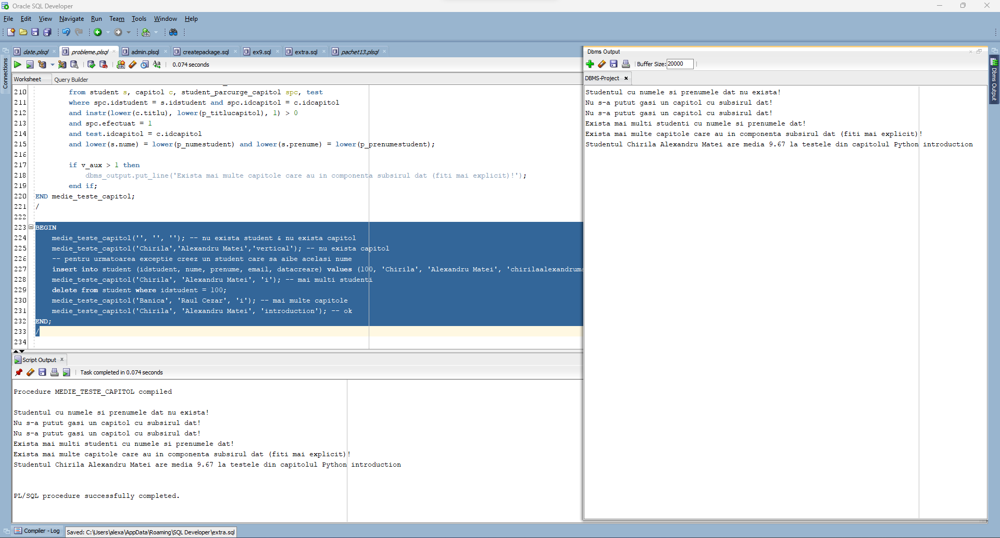 Oracle SQL Developer
File Edit View Navigate Run Team Tools Window Help
date.plsql probleme.plsql admin.plsql createpackage.sql ex9.sql extra.sql pachet13.plsql
0.074 seconds
Worksheet Query Builder
Connections
210 from student s, capitol c, student_parcurge_capitol spc, test
211 where spc.idstudent = s.idstudent and spc.idcapitol = c.idcapitol
212 and instr(lower(c.titlu), lower(p_titlucapitol), 1) > 0
213 and spc.efectuat = 1
214 and test.idcapitol = c.idcapitol
215 and lower(s.nume) = lower(p_numestudent) and lower(s.prenume) = lower(p_prenumestudent);
216
217 if v_aux > 1 then
218 dbms_output.put_line('Exista mai multe capitole care au in componenta subsirul dat (fiti mai explicit)!');
219 end if;
220 END medie_teste_capitol;
221 /
222
223 BEGIN
224 medie_teste_capitol('', '', ''); -- nu exista student & nu exista capitol
225 medie_teste_capitol('Chirila','Alexandru Matei','vertical'); -- nu exista capitol
226 -- pentru urmatoarea exceptie creez un student care sa aibe acelasi nume
227 insert into student (idstudent, nume, prenume, email, datacreare) values (100, 'Chirila', 'Alexandru Matei', 'chirilaalexandruma
228 medie_teste_capitol('Chirila', 'Alexandru Matei', 'i'); -- mai multi studenti
229 delete from student where idstudent = 100;
230 medie_teste_capitol('Banica', 'Raul Cezar', 'i'); -- mai multe capitole
231 medie_teste_capitol('Chirila', 'Alexandru Matei', 'introduction'); -- ok
232 END;
233 /
234
Script Output
Task completed in 0.074 seconds
Procedure MEDIE_TESTE_CAPITOL compiled
Studentul cu numele si prenumele dat nu exista!
Nu s-a putut gasi un capitol cu subsirul dat!
Nu s-a putut gasi un capitol cu subsirul dat!
Exista mai multi studenti cu numele si prenumele dat!
Exista mai multe capitole care au in componenta subsirul dat (fiti mai explicit)!
Studentul Chirila Alexandru Matei are media 9.67 la testele din capitolul Python introduction
PL/SQL procedure successfully completed.
Dbms Output
Buffer Size: 20000
DBMS-Project
Studentul cu numele si prenumele dat nu exista!
Nu s-a putut gasi un capitol cu subsirul dat!
Nu s-a putut gasi un capitol cu subsirul dat!
Exista mai multi studenti cu numele si prenumele dat!
Exista mai multe capitole care au in componenta subsirul dat (fiti mai explicit)!
Studentul Chirila Alexandru Matei are media 9.67 la testele din capitolul Python introduction
Dbms Output
Compiler - Log
Saved: C:\Users\alexa\AppData\Roaming\SQL Developer\extra.sql